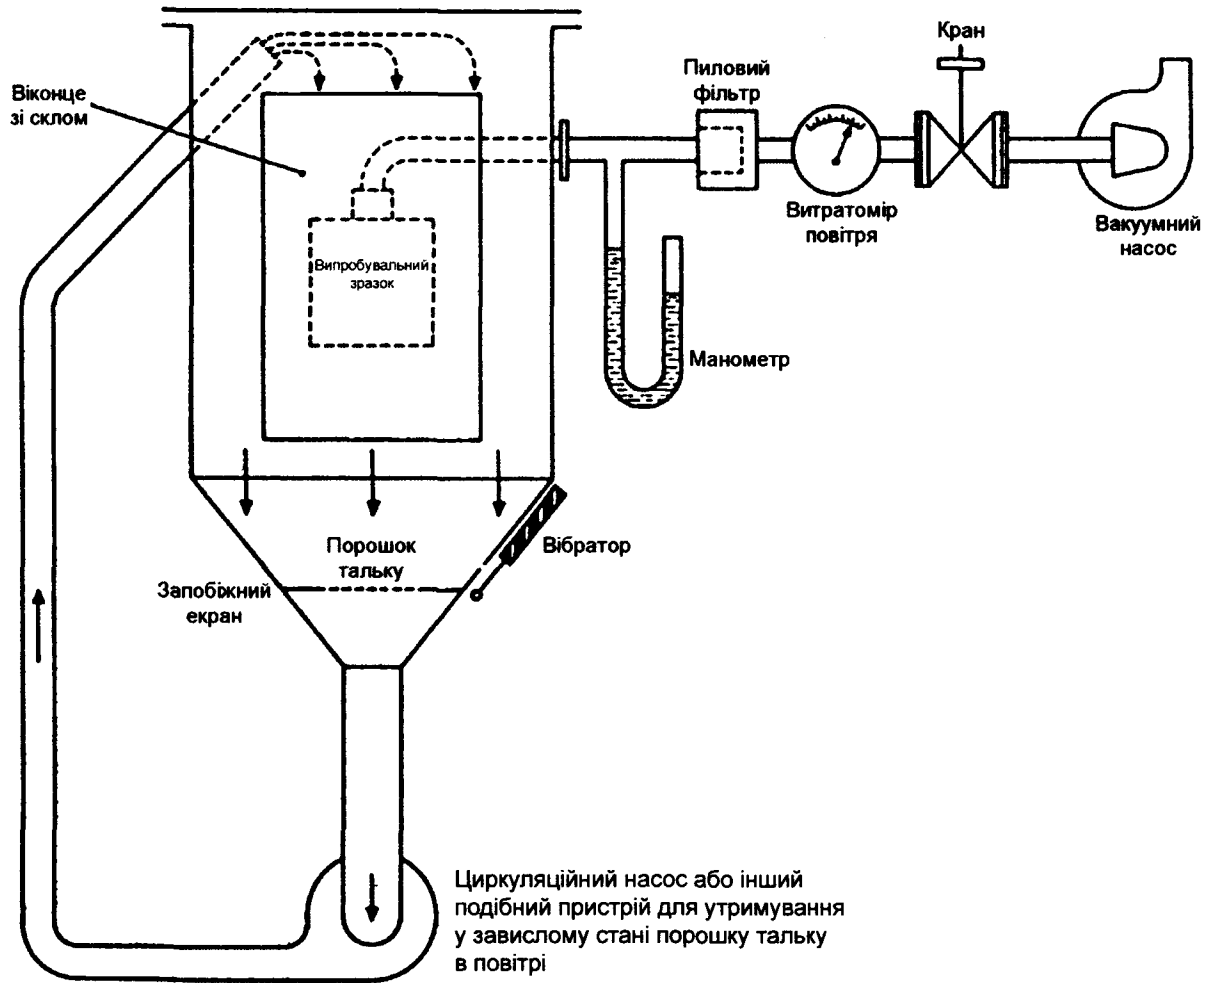 Кран
Пиловий
фільтр
Віконце
зі склом
Витратомір
повітря
Вакуумний
насос
Випробувальний
зразок
Манометр
Порошок
тальку
Вібратор
Запобіжний
екран
Циркуляційний насос або інший
подібний пристрій для утримування
у завислому стані порошку тальку
в повітрі